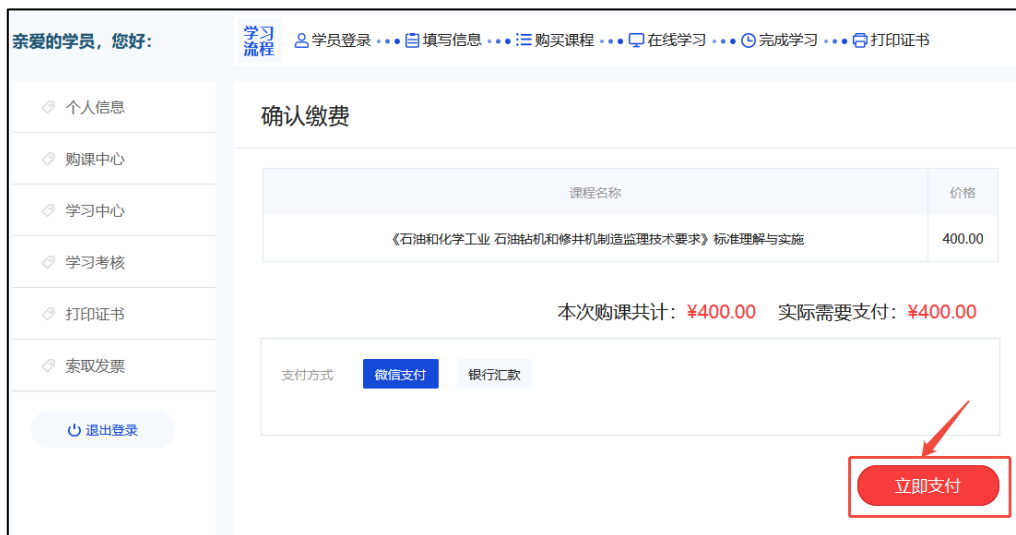 亲爱的学员，您好：
学习
流程
学员登录
填写信息
购买课程
在线学习
完成学习
打印证书
个人信息
购课中心
学习中心
学习考核
打印证书
索取发票
退出登录
确认缴费
课程名称 价格
《石油和化学工业 石油钻机和修井机制造监理技术要求》标准理解与实施 400.00
本次购课共计：¥400.00 实际需要支付：¥400.00
支付方式 微信支付 银行汇款
立即支付